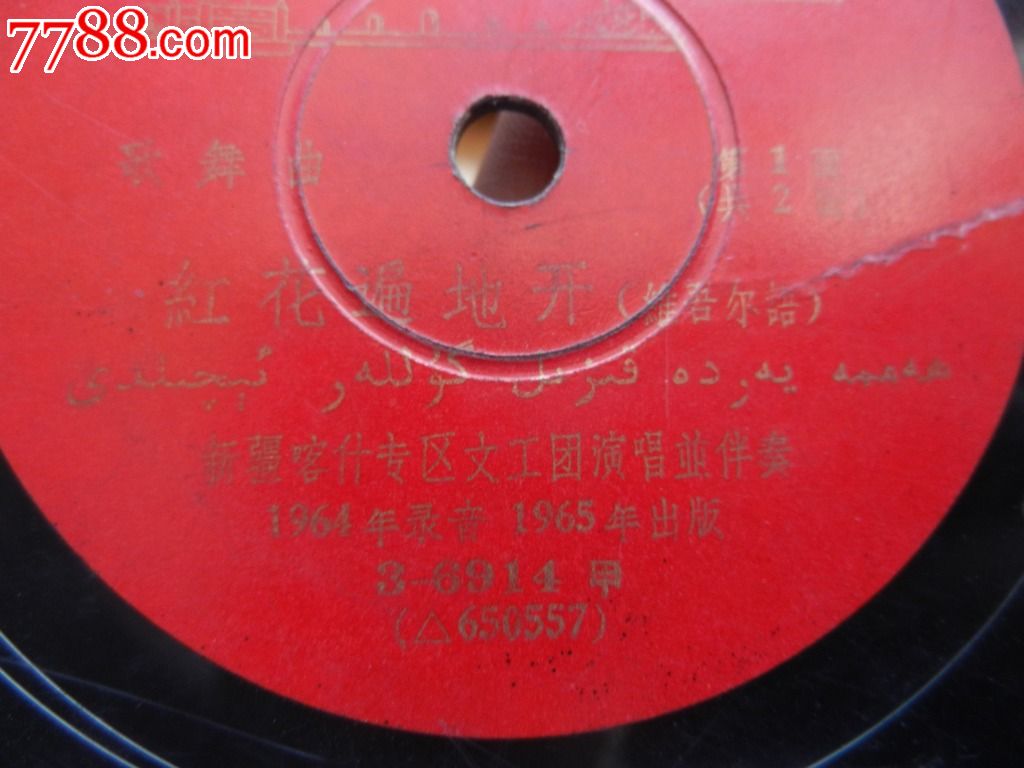 7788.com
歌舞曲
第1面
(共2面)
紅花遍地开(維吾尔語)
ھەممە يەردە قىزىل گۈللەر ئېچىلدى
新疆喀什专区文工团演唱並伴奏
1964年录音 1965年出版
3-6914甲
(△650557)